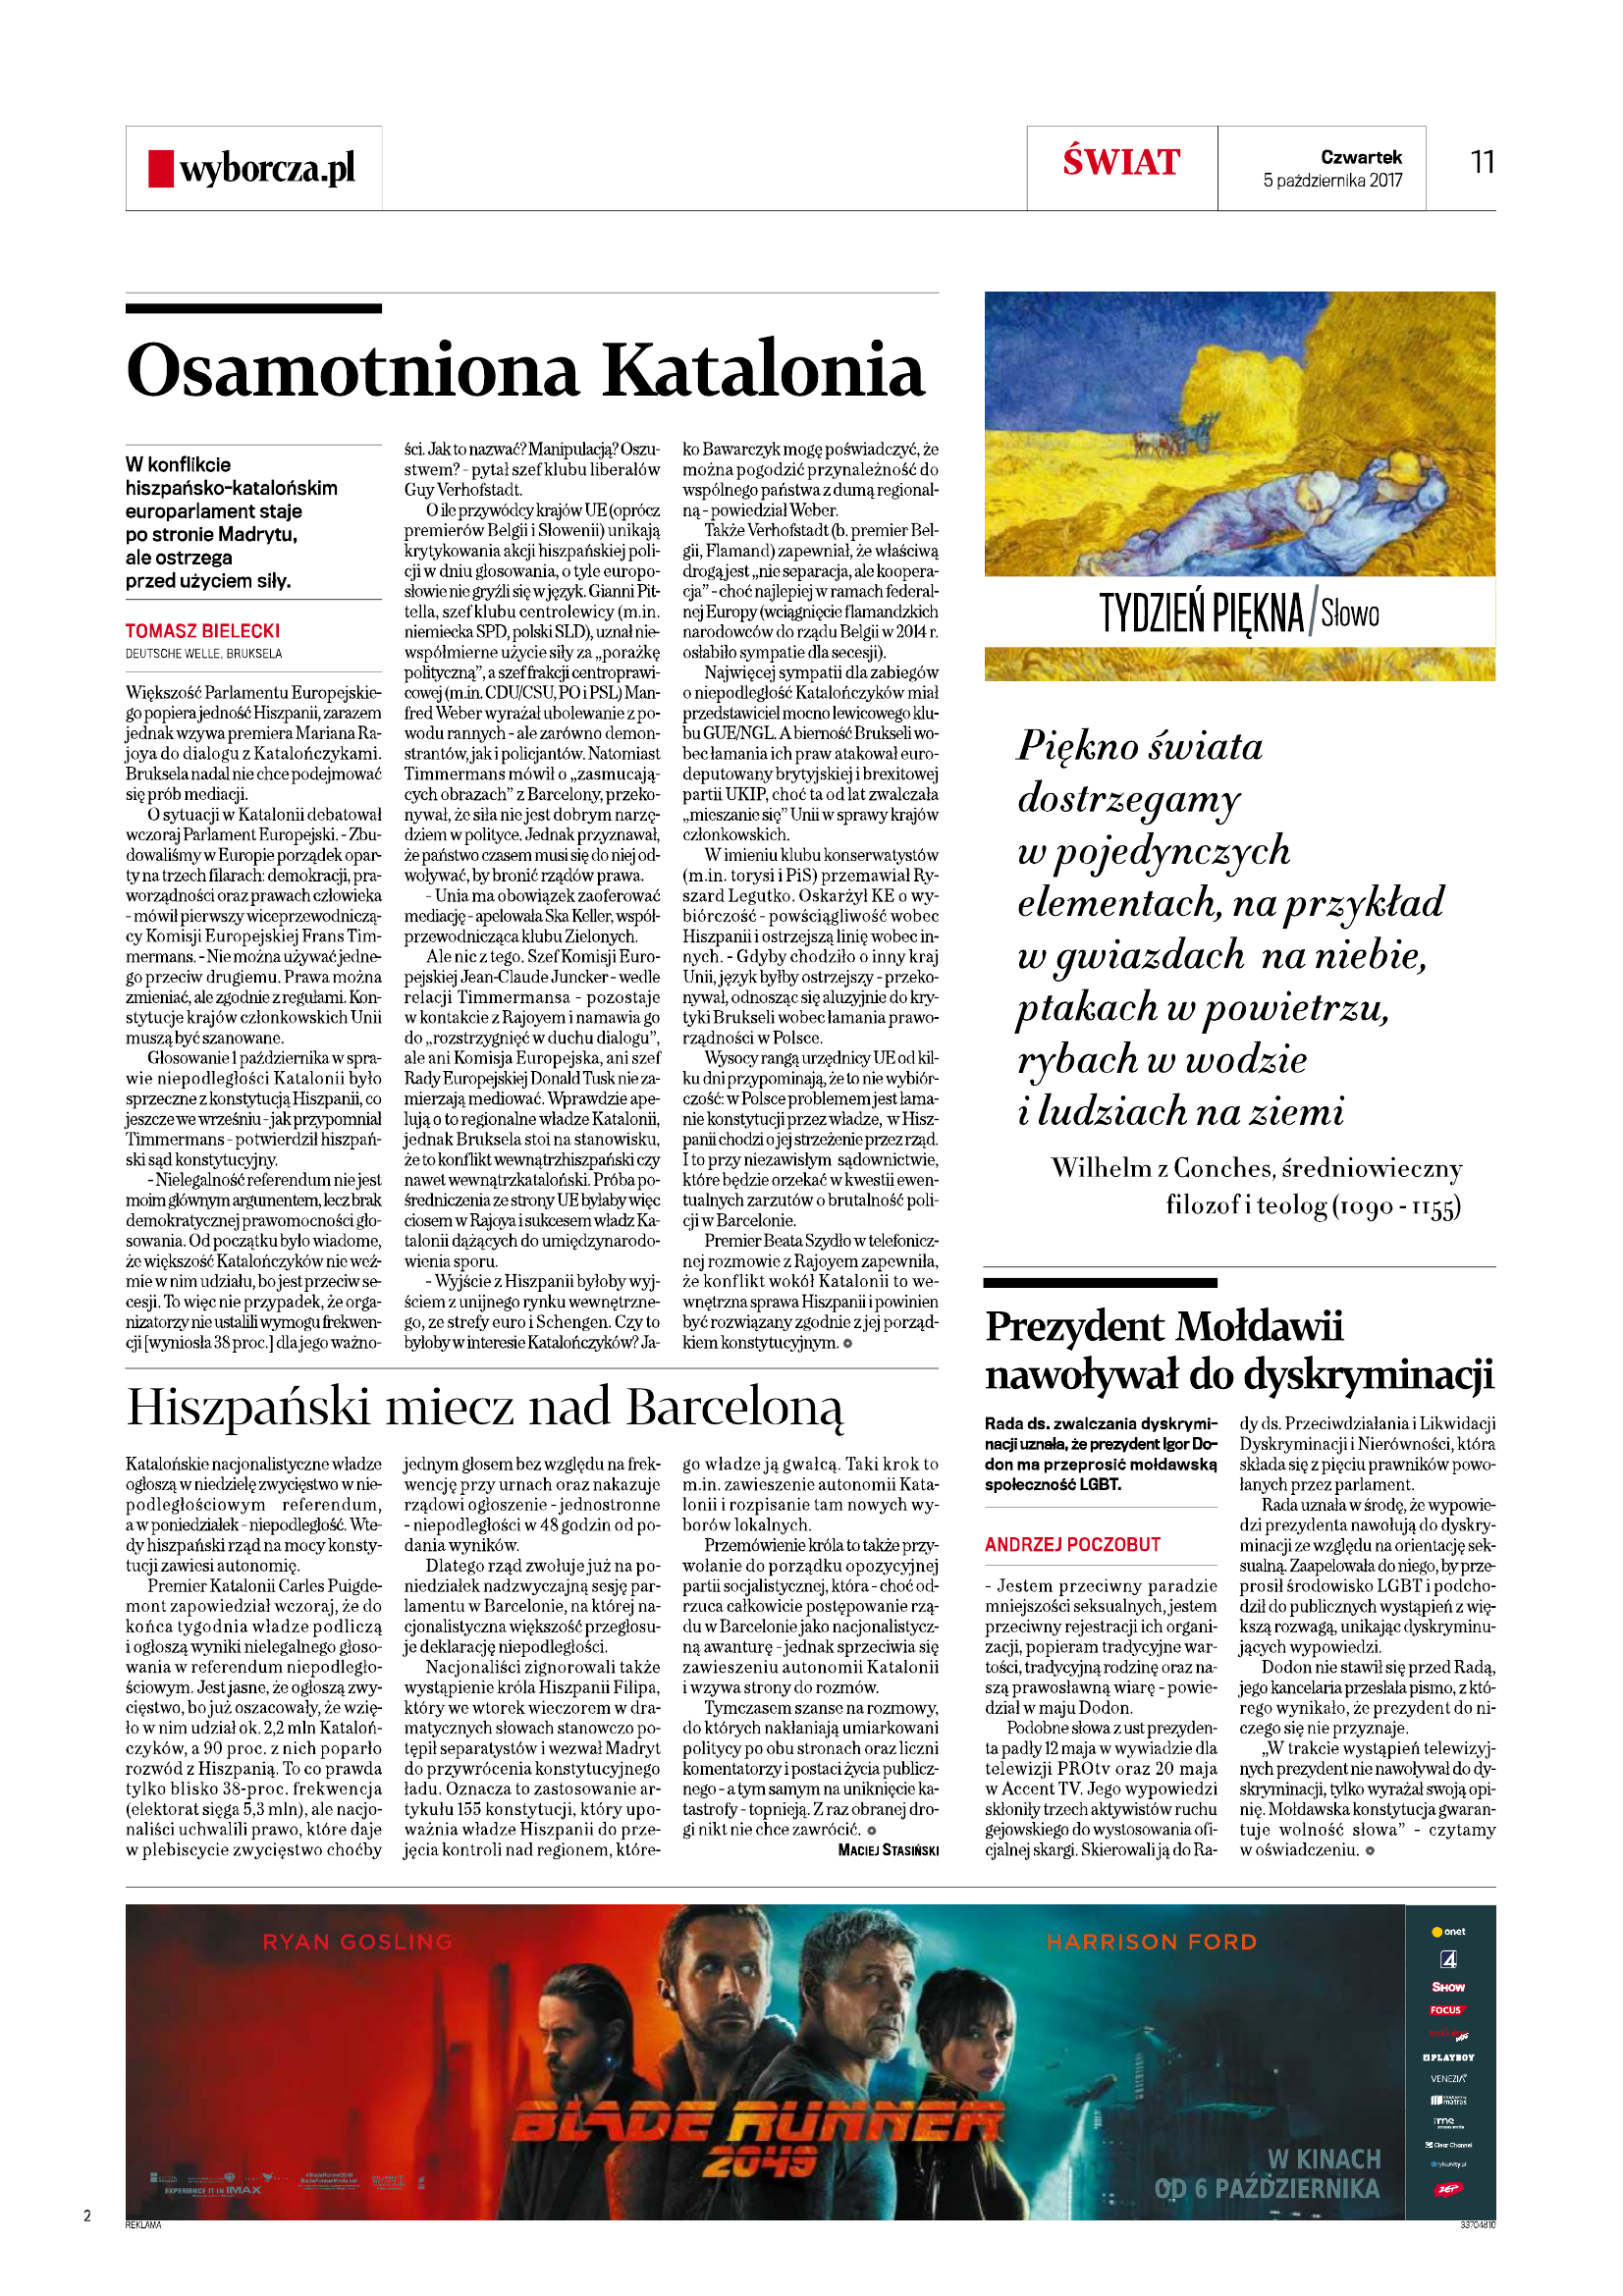 wyborcza.pl
ŚWIAT
Czwartek
5 października 2017
11
Osamotniona Katalonia
W konflikcie
hiszpańsko-katalońskim
europarlament staje
po stronie Madrytu,
ale ostrzega
przed użyciem siły.
TOMASZ BIELECKI
DEUTSCHE WELLE, BRUKSELA
Większość Parlamentu Europejskie-
go popiera jedność Hiszpanii, zarazem
jednak wzywa premiera Mariana Ra-
joya do dialogu z Katalończykami.
Bruksela nadal nie chce podejmować
się prób mediacji.
O sytuacji w Katalonii debatował
wczoraj Parlament Europejski. - Zbu-
dowaliśmy w Europie porządek opar-
ty na trzech filarach: demokracji, pra-
worządności oraz prawach człowieka
- mówił pierwszy wiceprzewodniczą-
cy Komisji Europejskiej Frans Tim-
mermans. - Nie można używać jedne-
go przeciw drugiemu. Prawa można
zmieniać, ale zgodnie z regułami. Kon-
stytucje krajów członkowskich Unii
muszą być szanowane.
Głosowanie 1 października w spra-
wie niepodległości Katalonii było
sprzeczne z konstytucją Hiszpanii, co
jeszcze we wrześniu - jak przypomniał
Timmermans - potwierdził hiszpań-
ski sąd konstytucyjny.
- Nielegalność referendum nie jest
moim głównym argumentem, lecz brak
demokratycznej prawomocności gło-
sowania. Od początku było wiadome,
że większość Katalończyków nie weź-
mie w nim udziału, bo jest przeciw se-
cesji. To więc nie przypadek, że orga-
nizatorzy nie ustalili wymogu frekwen-
cji [wyniosła 38 proc.] dla jego ważno-
ści. Jak to nazwać? Manipulacją? Oszu-
stwem? - pytał szef klubu liberałów
Guy Verhofstadt.
O ile przywódcy krajów UE (oprócz
premierów Belgii i Słowenii) unikają
krytykowania akcji hiszpańskiej poli-
cji w dniu głosowania, o tyle europo-
słowie nie gryźli się w język. Gianni Pit-
tella, szef klubu centrolewicy (m.in.
niemiecka SPD, polski SLD), uznał nie-
współmierne użycie siły za „porażkę
polityczną”, a szef frakcji centroprawi-
cowej (m.in. CDU/CSU, PO i PSL) Man-
fred Weber wyrażał ubolewanie z po-
wodu rannych - ale zarówno demon-
strantów, jak i policjantów. Natomiast
Timmermans mówił o „zasmucają-
cych obrazach” z Barcelony, przeko-
nywał, że siła nie jest dobrym narzę-
dziem w polityce. Jednak przyznawał,
że państwo czasem musi się do niej od-
woływać, by bronić rządów prawa.
- Unia ma obowiązek zaoferować
mediację - apelowała Ska Keller, współ-
przewodnicząca klubu Zielonych.
Ale nic z tego. Szef Komisji Euro-
pejskiej Jean-Claude Juncker - wedle
relacji Timmermansa - pozostaje
w kontakcie z Rajoyem i namawia go
do „rozstrzygnięć w duchu dialogu”,
ale ani Komisja Europejska, ani szef
Rady Europejskiej Donald Tusk nie za-
mierzają mediować. Wprawdzie ape-
lują o to regionalne władze Katalonii,
jednak Bruksela stoi na stanowisku,
że to konflikt wewnątrzhiszpański czy
nawet wewnątrzkataloński. Próba po-
średniczenia ze strony UE byłaby więc
ciosem w Rajoya i sukcesem władz Ka-
talonii dążących do umiędzynarodo-
wienia sporu.
- Wyjście z Hiszpanii byłoby wyj-
ściem z unijnego rynku wewnętrzne-
go, ze strefy euro i Schengen. Czy to
byłoby w interesie Katalończyków? Ja-
ko Bawarczyk mogę poświadczyć, że
można pogodzić przynależność do
wspólnego państwa z dumą regional-
ną - powiedział Weber.
Także Verhofstadt (b. premier Bel-
gii, Flamand) zapewniał, że właściwą
drogą jest „nie separacja, ale koopera-
cja” - choć najlepiej w ramach federal-
nej Europy (wciągnięcie flamandzkich
narodowców do rządu Belgii w 2014 r.
osłabiło sympatie dla secesji).
Najwięcej sympatii dla zabiegów
o niepodległość Katalończyków miał
przedstawiciel mocno lewicowego klu-
bu GUE/NGL. A bierność Brukseli wo-
bec łamania ich praw atakował euro-
deputowany brytyjskiej i brexitowej
partii UKIP, choć ta od lat zwalczała
„mieszanie się” Unii w sprawy krajów
członkowskich.
W imieniu klubu konserwatystów
(m.in. torysi i PiS) przemawiał Ry-
szard Legutko. Oskarżył KE o wy-
biórczość - powściągliwość wobec
Hiszpanii i ostrzejszą linię wobec in-
nych. - Gdyby chodziło o inny kraj
Unii, język byłby ostrzejszy - przeko-
nywał, odnosząc się aluzyjnie do kry-
tyki Brukseli wobec łamania prawo-
rządności w Polsce.
Wysocy rangą urzędnicy UE od kil-
ku dni przypominają, że to nie wybiór-
czość: w Polsce problemem jest łama-
nie konstytucji przez władze, w Hisz-
panii chodzi o jej strzeżenie przez rząd.
I to przy niezawisłym sądownictwie,
które będzie orzekać w kwestii ewen-
tualnych zarzutów o brutalność poli-
cji w Barcelonie.
Premier Beata Szydło w telefonicz-
nej rozmowie z Rajoyem zapewniła,
że konflikt wokół Katalonii to we-
wnętrzna sprawa Hiszpanii i powinien
być rozwiązany zgodnie z jej porząd-
kiem konstytucyjnym.
Hiszpański miecz nad Barceloną
Katalońskie nacjonalistyczne władze
ogłoszą w niedzielę zwycięstwo w nie-
podległościowym referendum,
a w poniedziałek - niepodległość. Wte-
dy hiszpański rząd na mocy konsty-
tucji zawiesi autonomię.
Premier Katalonii Carles Puigde-
mont zapowiedział wczoraj, że do
końca tygodnia władze podliczą
i ogłoszą wyniki nielegalnego głoso-
wania w referendum niepodległo-
ściowym. Jest jasne, że ogłoszą zwy-
cięstwo, bo już oszacowały, że wzię-
ło w nim udział ok. 2,2 mln Kataloń-
czyków, a 90 proc. z nich poparło
rozwód z Hiszpanią. To co prawda
tylko blisko 38-proc. frekwencja
(elektorat sięga 5,3 mln), ale nacjo-
naliści uchwalili prawo, które daje
w plebiscycie zwycięstwo choćby
jednym głosem bez względu na frek-
wencję przy urnach oraz nakazuje
rządowi ogłoszenie - jednostronne
- niepodległości w 48 godzin od po-
dania wyników.
Dlatego rząd zwołuje już na po-
niedziałek nadzwyczajną sesję par-
lamentu w Barcelonie, na której na-
cjonalistyczna większość przegłosu-
je deklarację niepodległości.
Nacjonaliści zignorowali także
wystąpienie króla Hiszpanii Filipa,
który we wtorek wieczorem w dra-
matycznych słowach stanowczo po-
tępił separatystów i wezwał Madryt
do przywrócenia konstytucyjnego
ładu. Oznacza to zastosowanie ar-
tykułu 155 konstytucji, który upo-
ważnia władze Hiszpanii do prze-
jęcia kontroli nad regionem, które-
go władze ją gwałcą. Taki krok to
m.in. zawieszenie autonomii Kata-
lonii i rozpisanie tam nowych wy-
borów lokalnych.
Przemówienie króla to także przy-
wołanie do porządku opozycyjnej
partii socjalistycznej, która - choć od-
rzuca całkowicie postępowanie rzą-
du w Barcelonie jako nacjonalistycz-
ną awanturę - jednak sprzeciwia się
zawieszeniu autonomii Katalonii
i wzywa strony do rozmów.
Tymczasem szanse na rozmowy,
do których nakłaniają umiarkowani
politycy po obu stronach oraz liczni
komentatorzy i postaci życia publicz-
nego - a tym samym na uniknięcie ka-
tastrofy - topnieją. Z raz obranej dro-
gi nikt nie chce zawrócić.
MACIEJ STASIŃSKI
TYDZIEŃ PIĘKNA/Słowo
Piękno świata
dostrzegamy
w pojedynczych
elementach, na przykład
w gwiazdach na niebie,
ptakach w powietrzu,
rybach w wodzie
i ludziach na ziemi
Wilhelm z Conches, średniowieczny
filozof i teolog (1090 - 1155)
Prezydent Mołdawii
nawoływał do dyskryminacji
Rada ds. zwalczania dyskrymi-
nacji uznała, że prezydent Igor Do-
don ma przeprosić mołdawską
społeczność LGBT.
ANDRZEJ POCZOBUT
- Jestem przeciwny paradzie
mniejszości seksualnych, jestem
przeciwny rejestracji ich organi-
zacji, popieram tradycyjne war-
tości, tradycyjną rodzinę oraz na-
szą prawosławną wiarę - powie-
dział w maju Dodon.
Podobne słowa z ust prezyden-
ta padły 12 maja w wywiadzie dla
telewizji PROtv oraz 20 maja
w Accent TV. Jego wypowiedzi
skłoniły trzech aktywistów ruchu
gejowskiego do wystosowania ofi-
cjalnej skargi. Skierowali ją do Ra-
dy ds. Przeciwdziałania i Likwidacji
Dyskryminacji i Nierówności, która
składa się z pięciu prawników powo-
łanych przez parlament.
Rada uznała w środę, że wypowie-
dzi prezydenta nawołują do dyskry-
minacji ze względu na orientację sek-
sualną. Zaapelowała do niego, by prze-
prosił środowisko LGBT i podcho-
dził do publicznych wystąpień z wię-
kszą rozwagą, unikając dyskryminu-
jących wypowiedzi.
Dodon nie stawił się przed Radą,
jego kancelaria przesłała pismo, z któ-
rego wynikało, że prezydent do ni-
czego się nie przyznaje.
„W trakcie wystąpień telewizyj-
nych prezydent nie nawoływał do dy-
skryminacji, tylko wyrażał swoją opi-
nię. Mołdawska konstytucja gwaran-
tuje wolność słowa” - czytamy
w oświadczeniu.
RYAN GOSLING
HARRISON FORD
BLADE RUNNER
2049
EXPERIENCE IT IN IMAX
W KINACH
OD 6 PAŹDZIERNIKA
onet
4
SHOW
FOCUS
PLAYBOY
VENEZIA
matras
ims
Clear Channel
ZET
2
REKLAMA
33704810